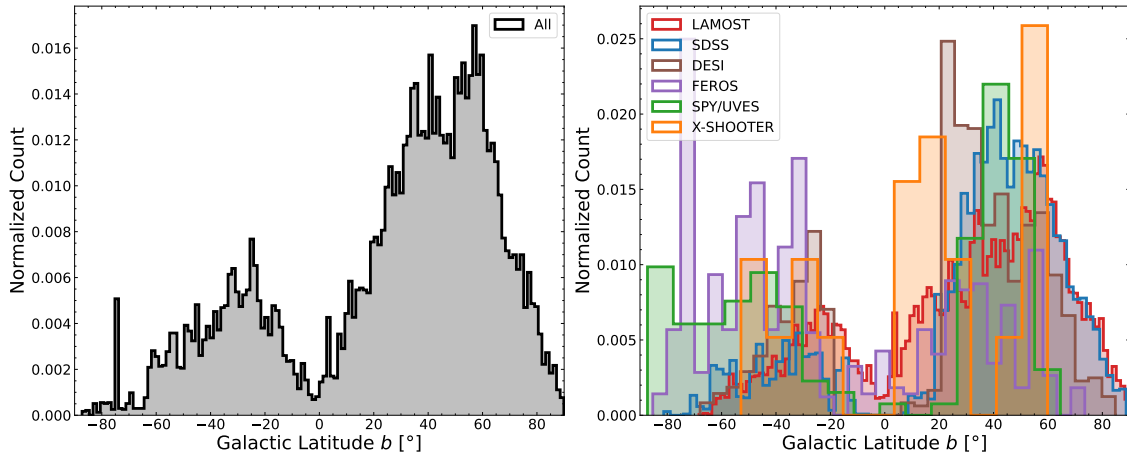 All
Normalized Count
0.016
0.014
0.012
0.010
0.008
0.006
0.004
0.002
0.000
−80 −60 −40 −20 0 20 40 60 80
Galactic Latitude b [°]
LAMOST
SDSS
DESI
FEROS
SPY/UVES
X-SHOOTER
Normalized Count
0.025
0.020
0.015
0.010
0.005
0.000
−80 −60 −40 −20 0 20 40 60 80
Galactic Latitude b [°]